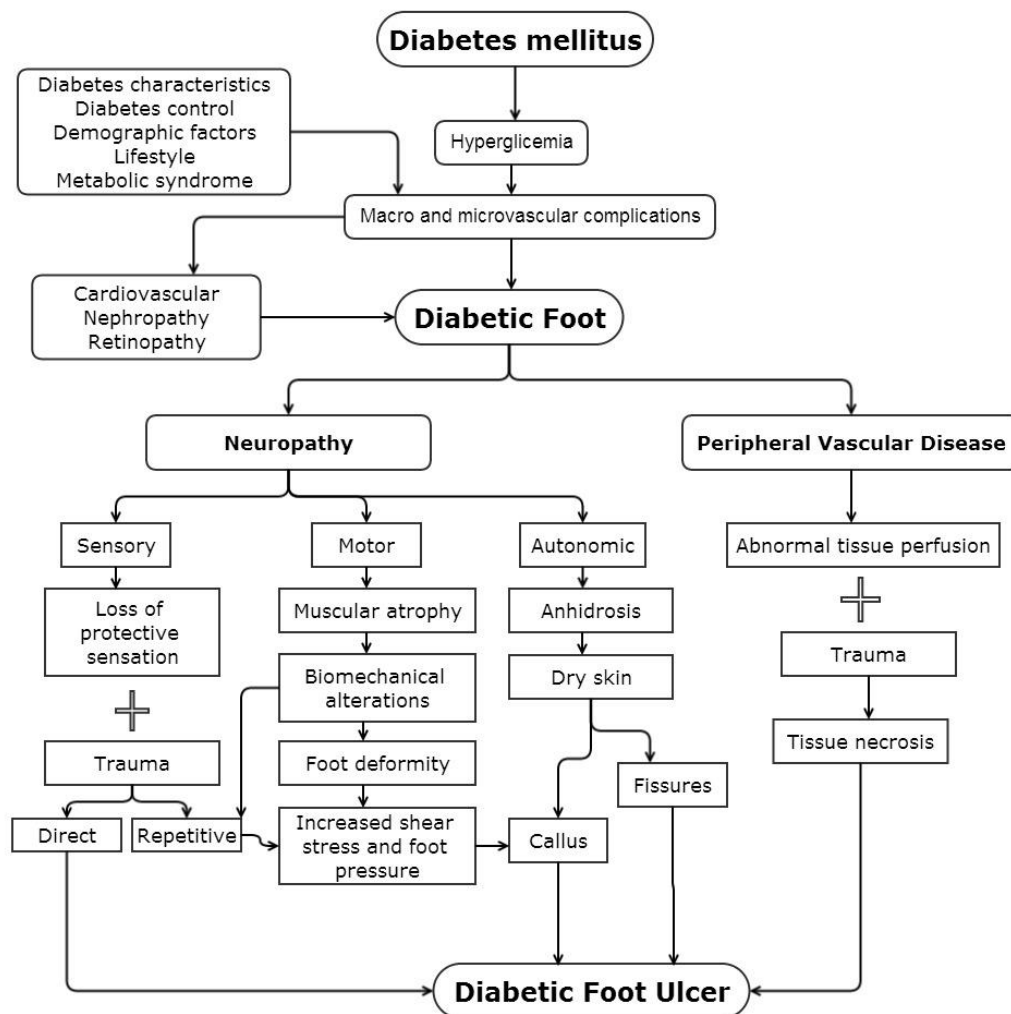 Diabetes mellitus
Diabetes characteristics
Diabetes control
Demographic factors
Lifestyle
Metabolic syndrome
Hyperglicemia
Macro and microvascular complications
Cardiovascular
Nephropathy
Retinopathy
Diabetic Foot
Neuropathy
Peripheral Vascular Disease
Sensory
Motor
Autonomic
Abnormal tissue perfusion
Loss of
protective
sensation
Muscular atrophy
Anhidrosis
Trauma
Biomechanical
alterations
Dry skin
Tissue necrosis
Trauma
Foot deformity
Fissures
Direct
Repetitive
Increased shear
stress and foot
pressure
Callus
Diabetic Foot Ulcer